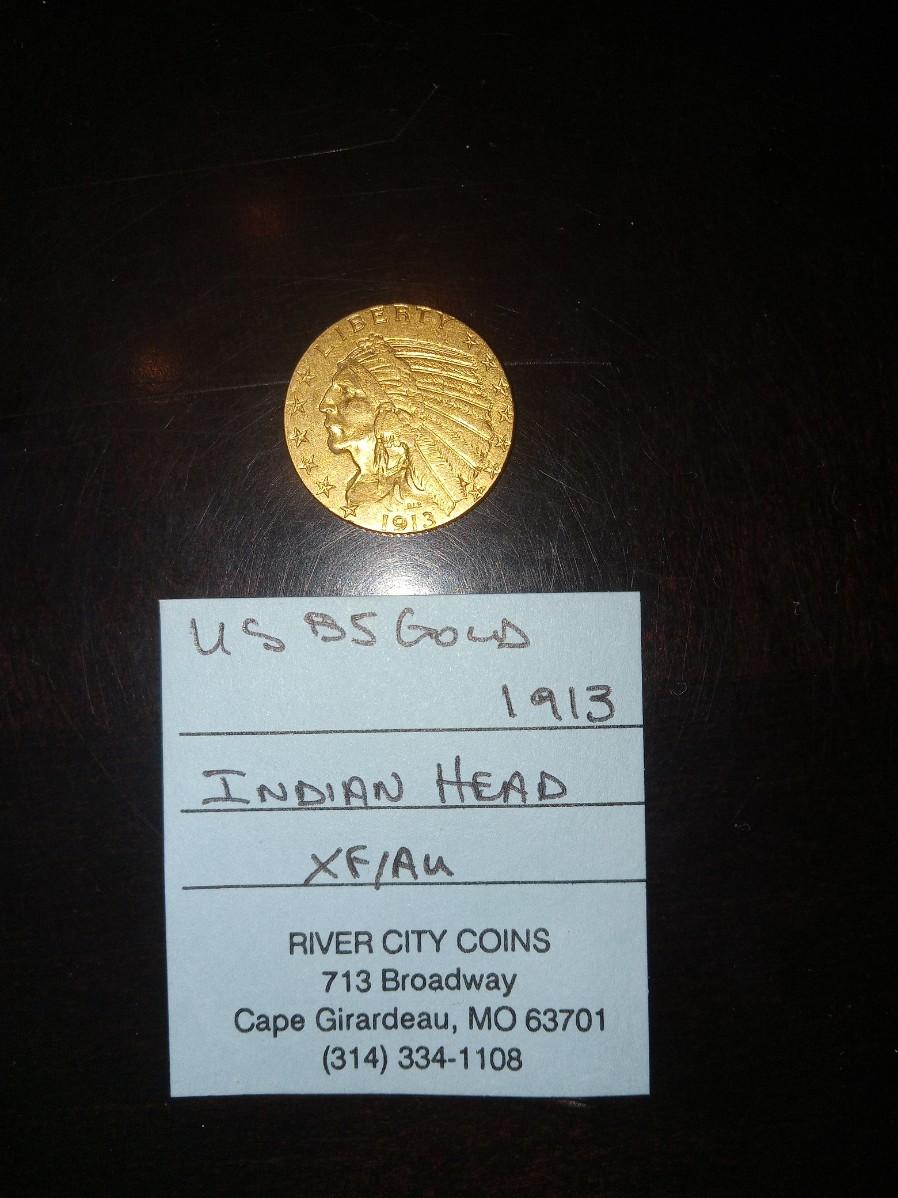 LIBERTY
1913
US $5 GOLD
1913
INDIAN HEAD
XF/AU
RIVER CITY COINS
713 Broadway
Cape Girardeau, MO 63701
(314) 334-1108